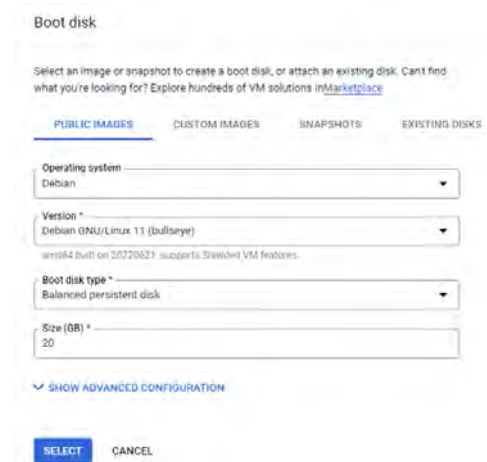 Boot disk
Select an image or snapshot to create a boot disk, or attach an existing disk. Can't find
what you're looking for? Explore hundreds of VM solutions in Marketplace
PUBLIC IMAGES CUSTOM IMAGES SNAPSHOTS EXISTING DISKS
Operating system
Debian
Version *
Debian GNU/Linux 11 (bullseye)
amd64 built on 20220621, supports Shielded VM features
Boot disk type *
Balanced persistent disk
Size (GB) *
20
SHOW ADVANCED CONFIGURATION
SELECT CANCEL